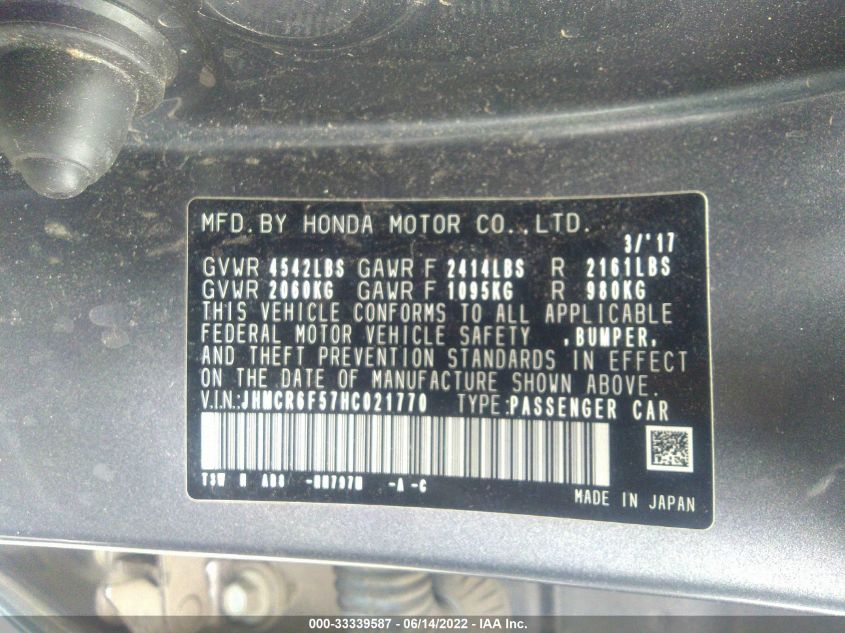 MFD. BY HONDA MOTOR CO., LTD.
3/'17
GVWR 4542LBS GAWR F 2414LBS R 2161LBS
GVWR 2060KG GAWR F 1095KG R 980KG
THIS VEHICLE CONFORMS TO ALL APPLICABLE
FEDERAL MOTOR VEHICLE SAFETY ,BUMPER,
AND THEFT PREVENTION STANDARDS IN EFFECT
ON THE DATE OF MANUFACTURE SHOWN ABOVE.
V.I.N.:JHMCR6F57HC021770 TYPE:PASSENGER CAR
T3W -A -C
MADE IN JAPAN
000-33339587 - 06/14/2022 - IAA Inc.